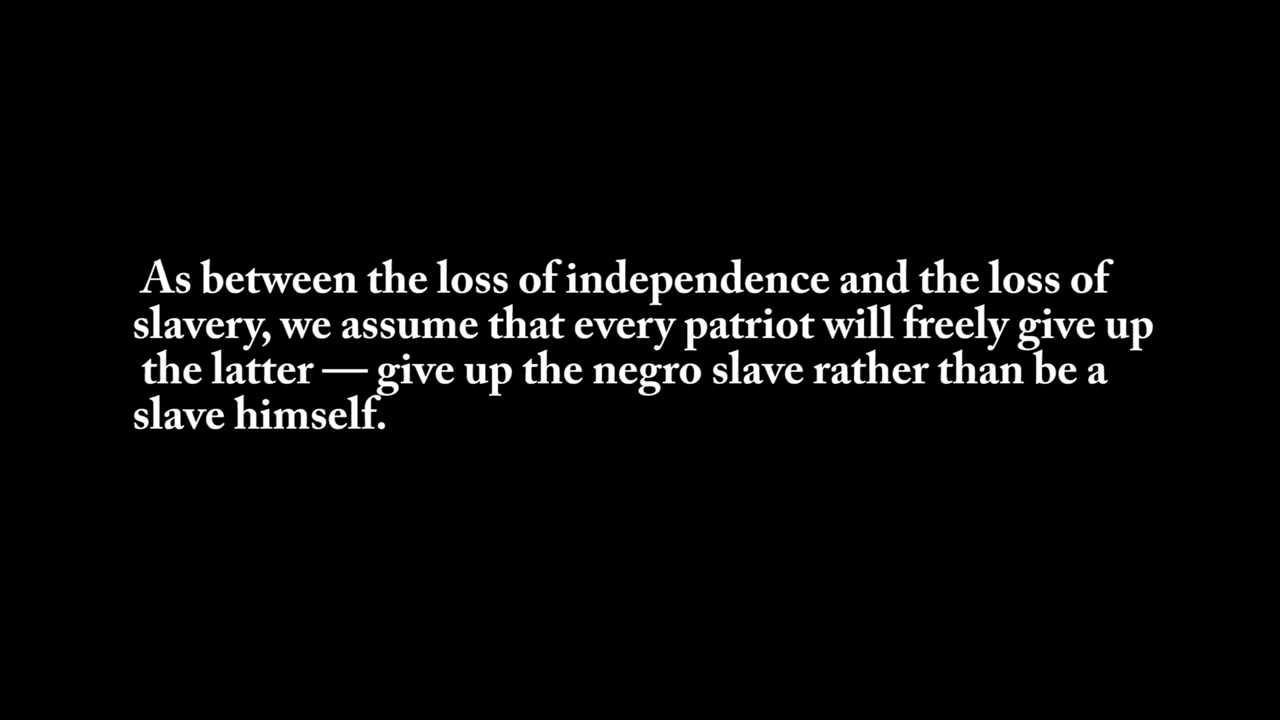 As between the loss of independence and the loss of
slavery, we assume that every patriot will freely give up
the latter — give up the negro slave rather than be a
slave himself.